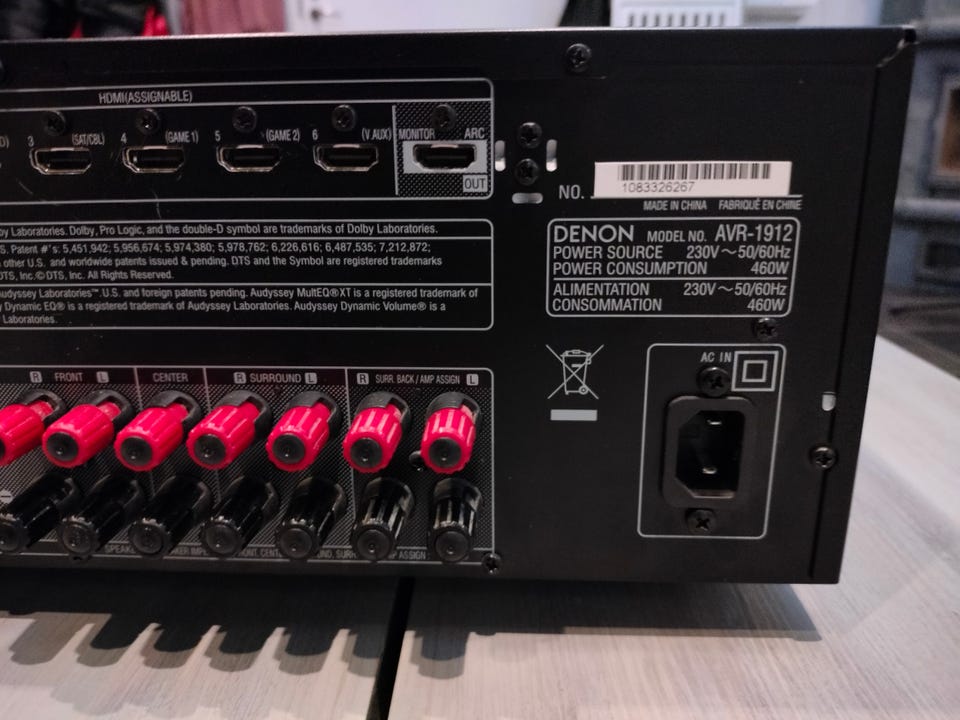 HDMI(ASSIGNABLE)
3 (SAT/CBL) 4 (GAME 1) 5 (GAME 2) 6 (V.AUX) MONITOR ARC
OUT
NO. 1083326267
MADE IN CHINA FABRIQUÉ EN CHINE
by Laboratories. Dolby, Pro Logic, and the double-D symbol are trademarks of Dolby Laboratories.
S. Patent #'s: 5,451,942; 5,956,674; 5,974,380; 5,978,762; 6,226,616; 6,487,535; 7,212,872;
other U.S. and worldwide patents issued & pending. DTS and the Symbol are registered trademarks
DTS, Inc. © DTS, Inc. All Rights Reserved.
Audyssey Laboratories™. U.S. and foreign patents pending. Audyssey MultEQ® XT is a registered trademark of
y Dynamic EQ® is a registered trademark of Audyssey Laboratories. Audyssey Dynamic Volume® is a
Laboratories.
DENON MODEL NO. AVR-1912
POWER SOURCE 230V～50/60Hz
POWER CONSUMPTION 460W
ALIMENTATION 230V～50/60Hz
CONSOMMATION 460W
AC IN
R FRONT L CENTER R SURROUND L R SURR. BACK / AMP ASSIGN L
AMP ASSIGN :